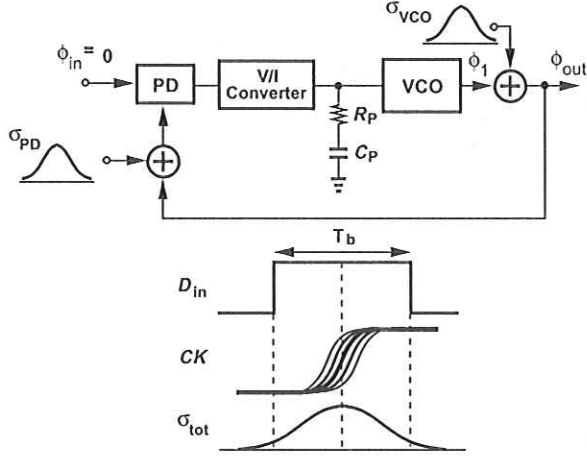 σVCO
ϕin = 0
PD
V/I Converter
VCO
ϕ1
ϕout
RP
CP
σPD
Tb
Din
CK
σtot